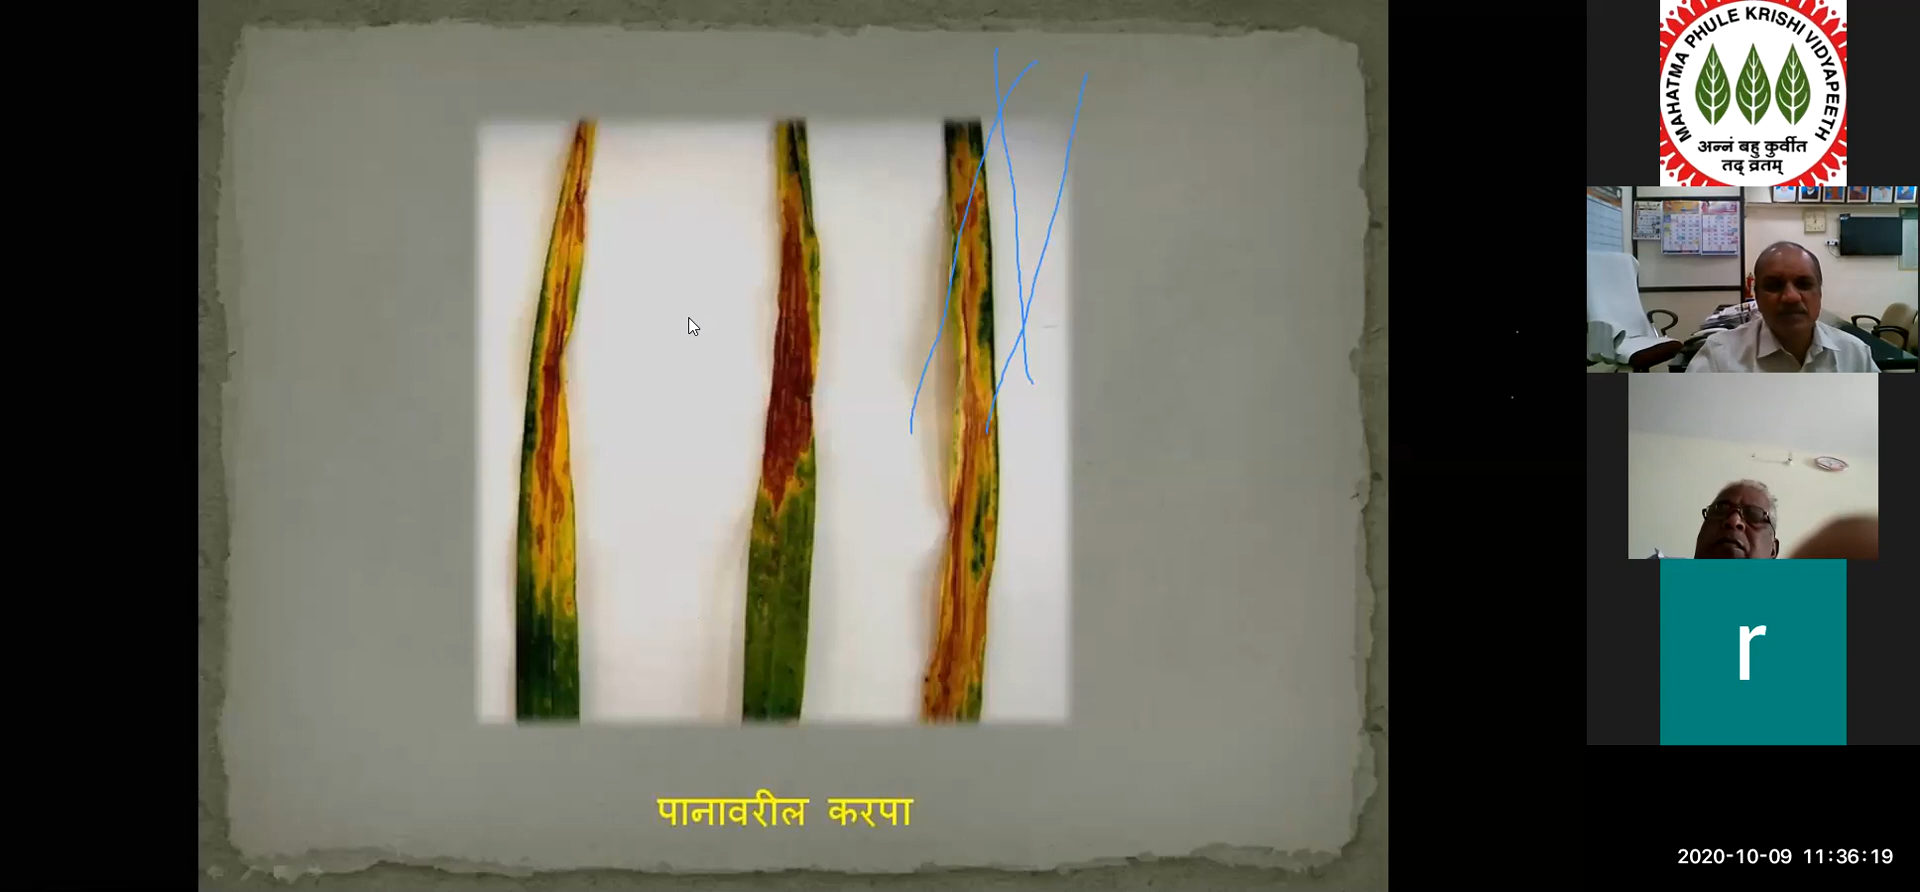 पानावरील करपा
MAHATMA PHULE KRISHI VIDYAPEETH
अन्नं बहु कुर्वीत
तद् व्रतम्
r
2020-10-09 11:36:19